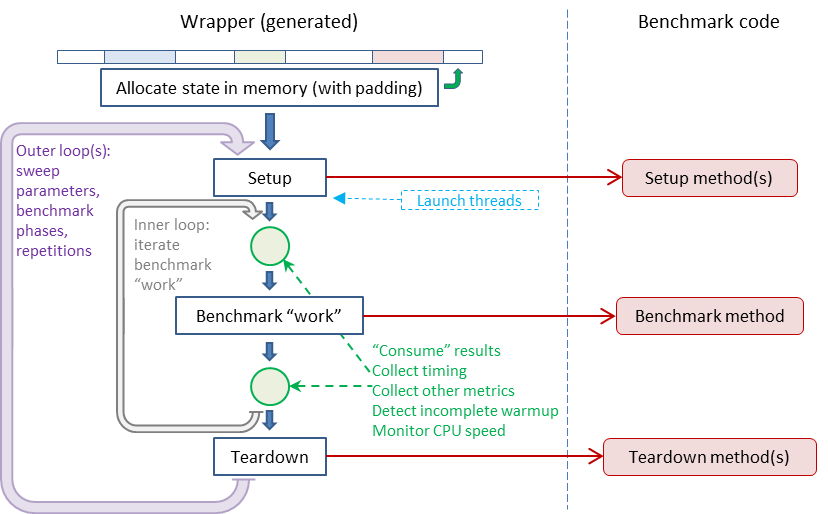 Wrapper (generated)
Benchmark code
Allocate state in memory (with padding)
Outer loop(s):
sweep
parameters,
benchmark
phases,
repetitions
Setup
Setup method(s)
Launch threads
Inner loop:
iterate
benchmark
“work”
Benchmark “work”
Benchmark method
“Consume” results
Collect timing
Collect other metrics
Detect incomplete warmup
Monitor CPU speed
Teardown
Teardown method(s)